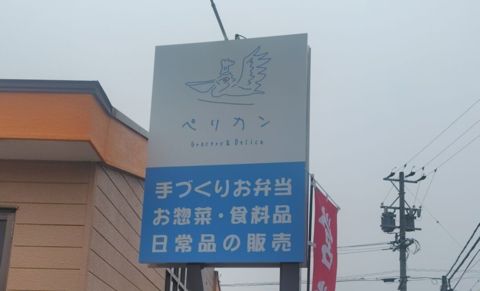 ペリカン
Grocery & Delica
手づくりお弁当
お惣菜・食料品
日常品の販売